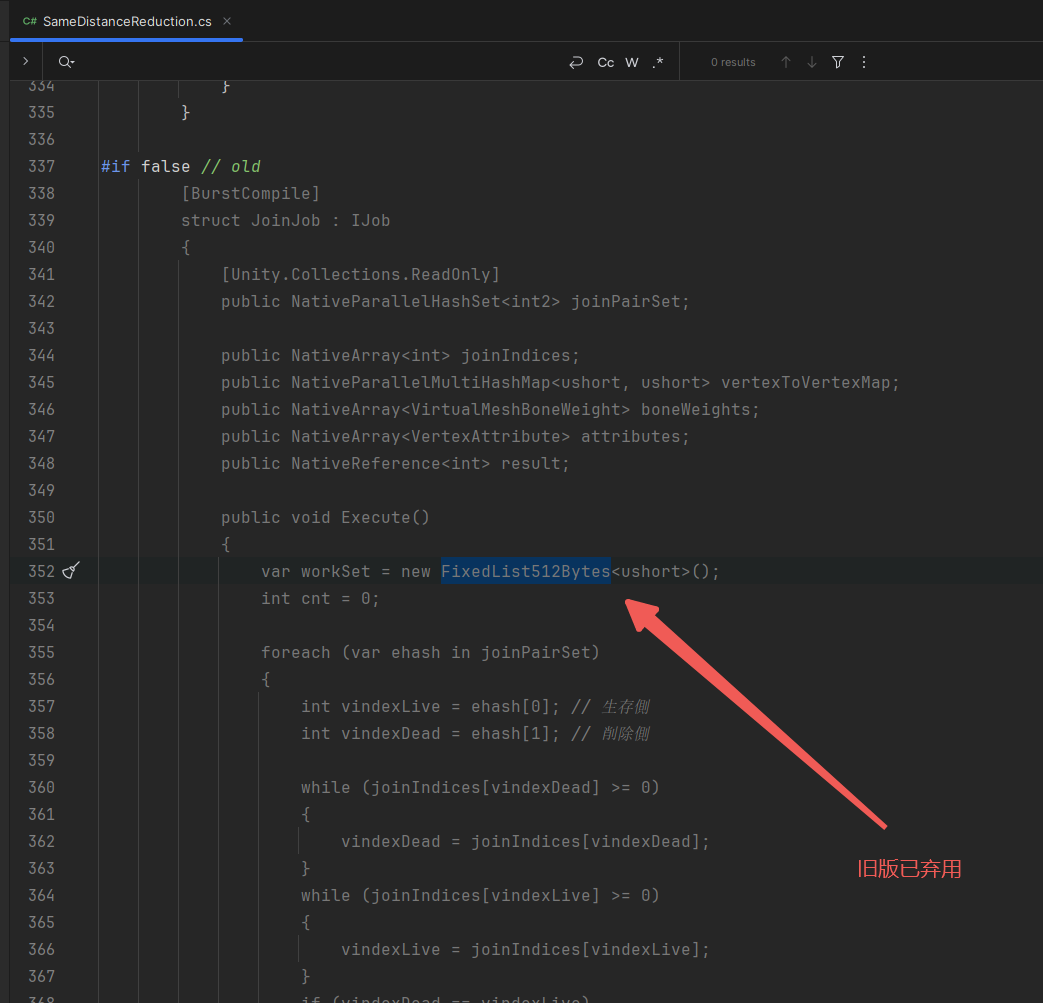 C# SameDistanceReduction.cs ×
Cc W .* 0 results
334 }
335 }
336
337 #if false // old
338 [BurstCompile]
339 struct JoinJob : IJob
340 {
341 [Unity.Collections.ReadOnly]
342 public NativeParallelHashSet<int2> joinPairSet;
343
344 public NativeArray<int> joinIndices;
345 public NativeParallelMultiHashMap<ushort, ushort> vertexToVertexMap;
346 public NativeArray<VirtualMeshBoneWeight> boneWeights;
347 public NativeArray<VertexAttribute> attributes;
348 public NativeReference<int> result;
349
350 public void Execute()
351 {
352 var workSet = new FixedList512Bytes<ushort>();
353 int cnt = 0;
354
355 foreach (var ehash in joinPairSet)
356 {
357 int vindexLive = ehash[0]; // 生存側
358 int vindexDead = ehash[1]; // 削除側
359
360 while (joinIndices[vindexDead] >= 0)
361 {
362 vindexDead = joinIndices[vindexDead];
363 }
364 while (joinIndices[vindexLive] >= 0)
365 {
366 vindexLive = joinIndices[vindexLive];
367 }
368 if (vindexDead == vindexLive)
旧版已弃用